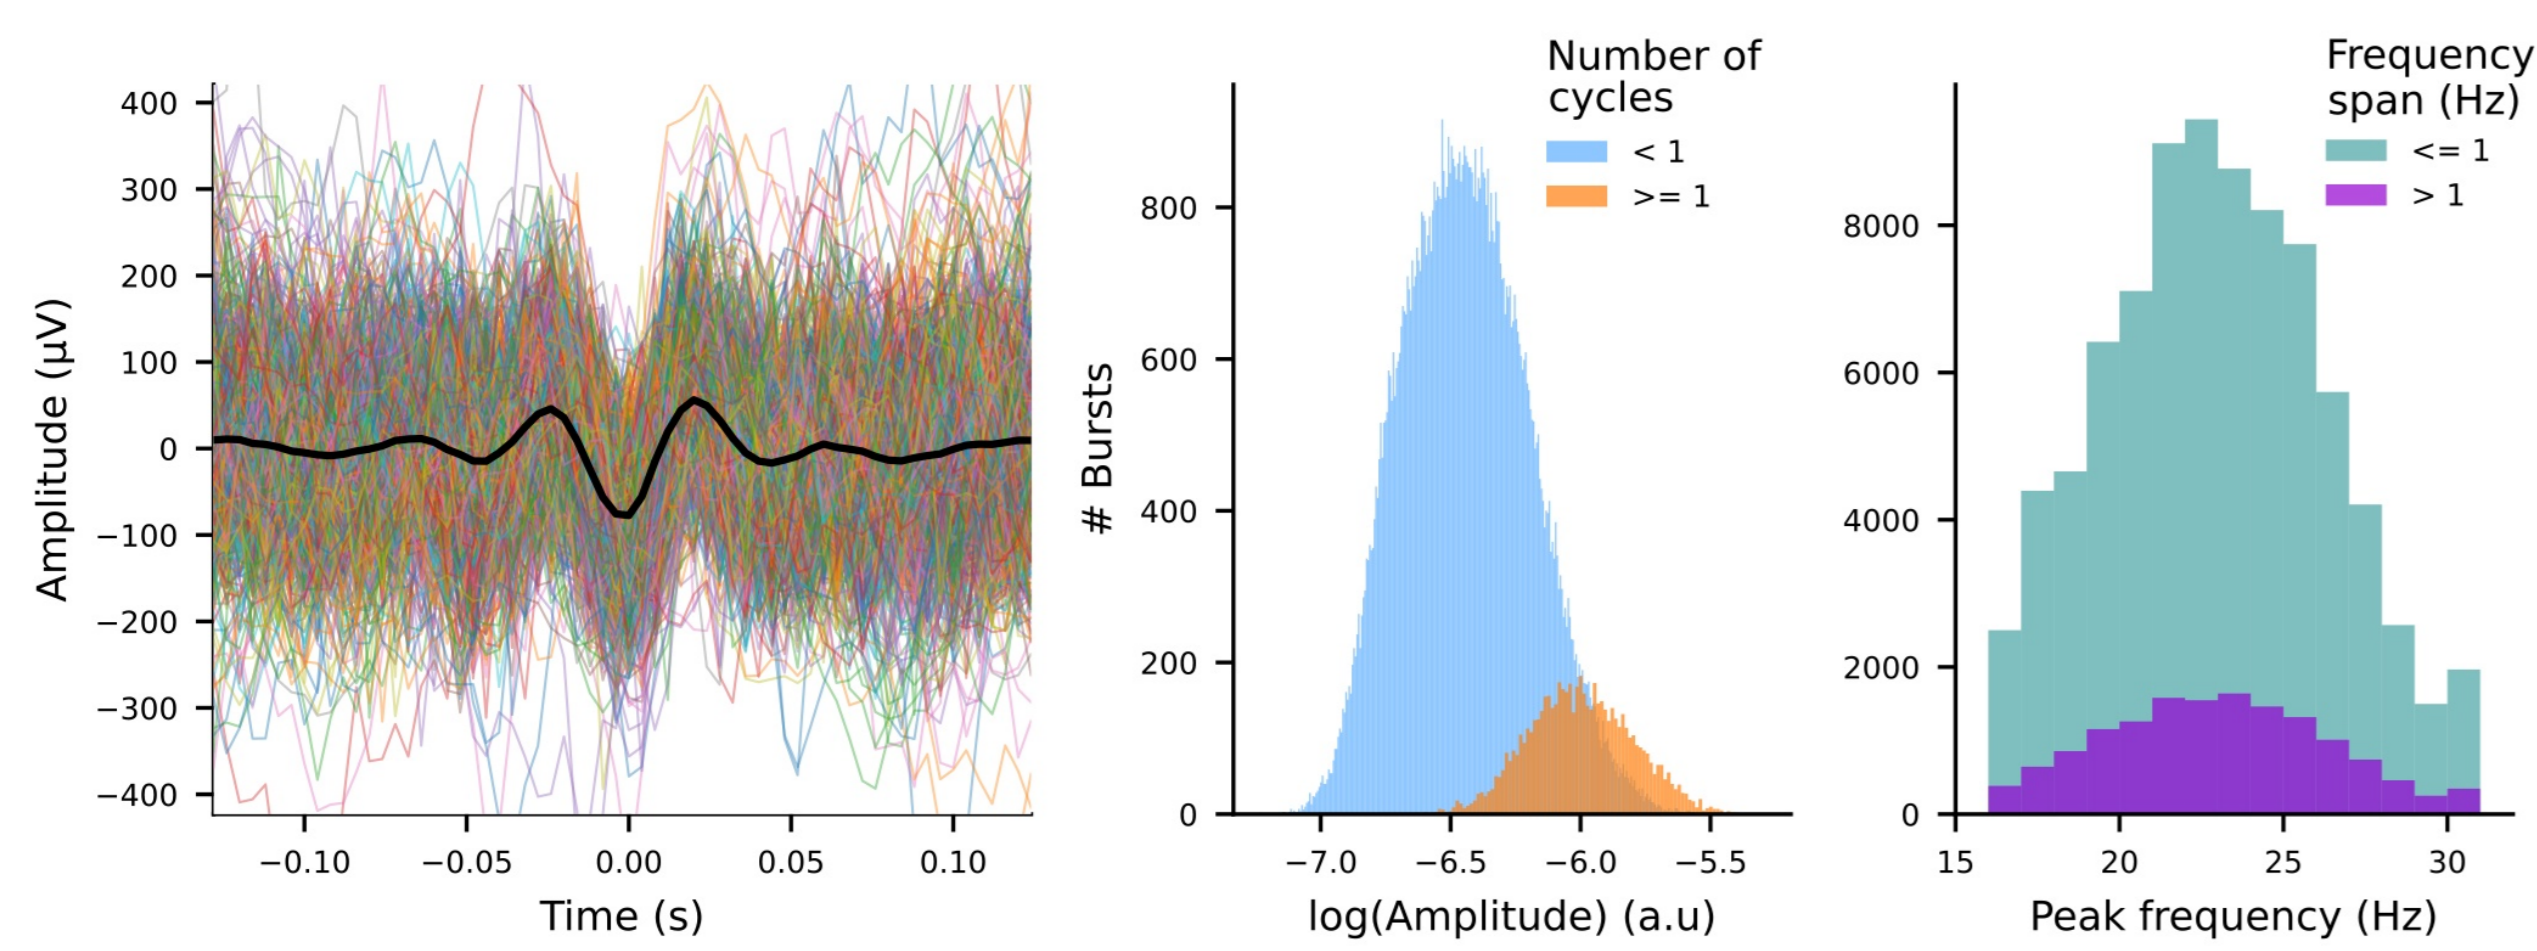 400
300
200
100
0
−100
−200
−300
−400
Amplitude (µV)
−0.10 −0.05 0.00 0.05 0.10
Time (s)
Number of
cycles
< 1
>= 1
800
600
400
200
0
# Bursts
−7.0 −6.5 −6.0 −5.5
log(Amplitude) (a.u)
Frequency
span (Hz)
<= 1
> 1
8000
6000
4000
2000
0
15 20 25 30
Peak frequency (Hz)